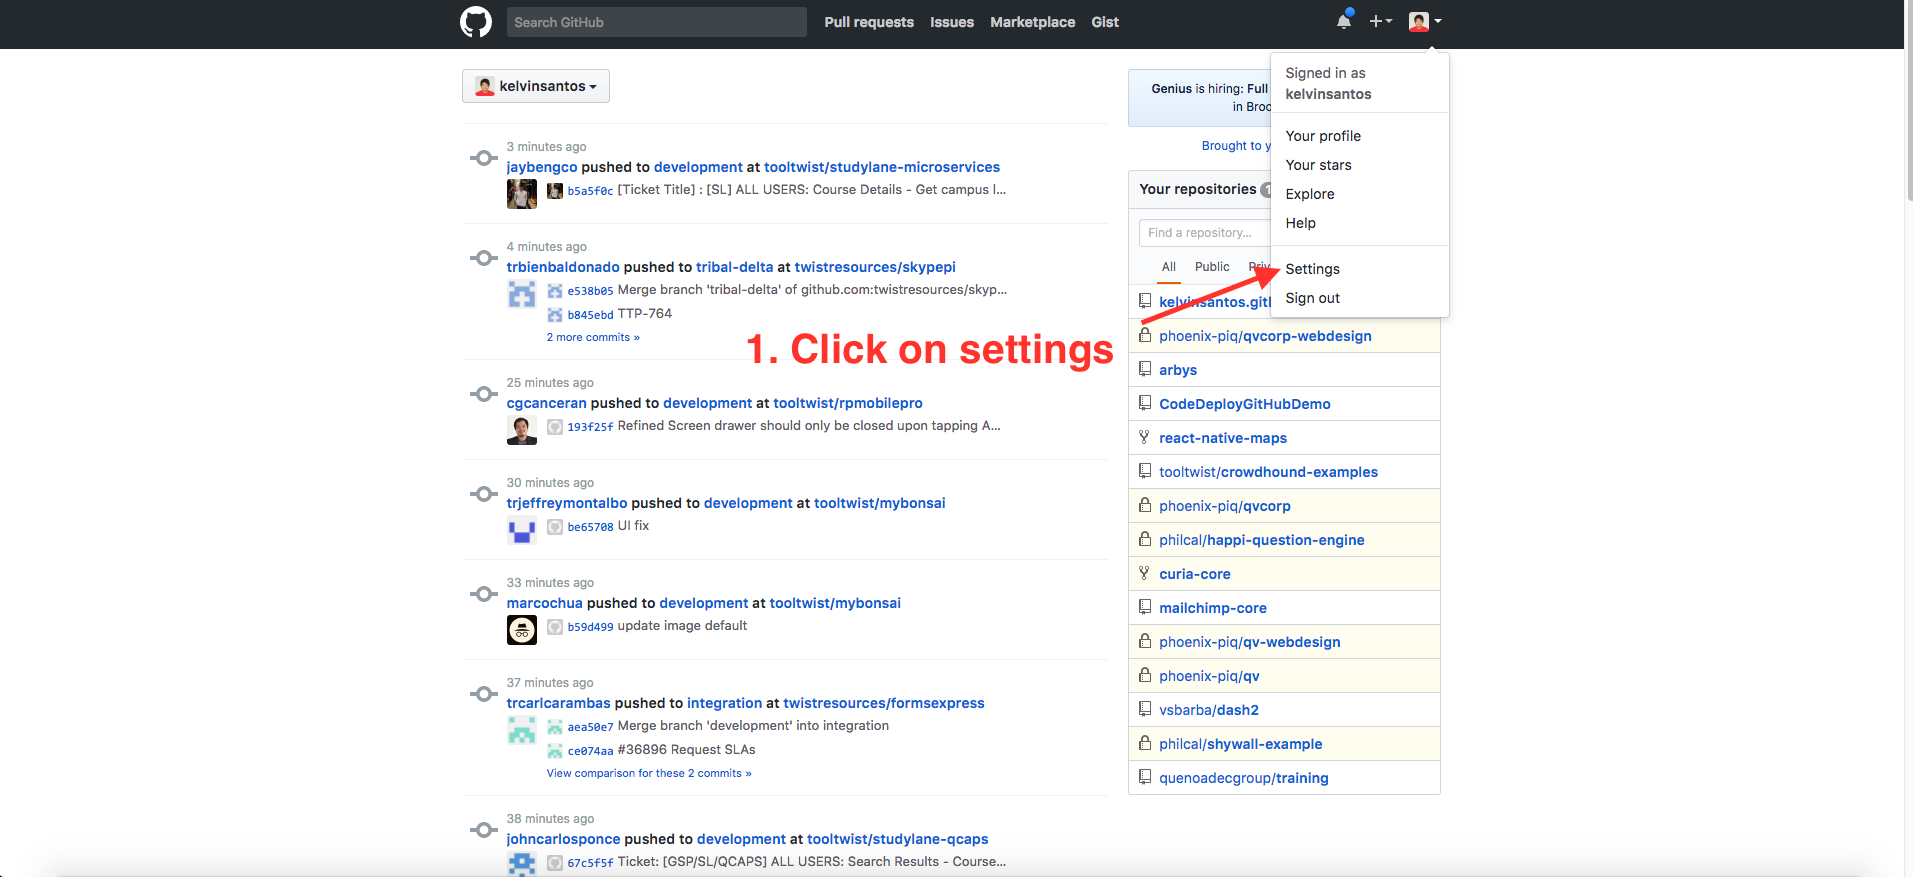 Search GitHub
Pull requests
Issues
Marketplace
Gist
kelvinsantos
3 minutes ago
jaybengco pushed to development at tooltwist/studylane-microservices
b5a5f0c [Ticket Title] : [SL] ALL USERS: Course Details - Get campus l...
4 minutes ago
trbienbaldonado pushed to tribal-delta at twistresources/skypepi
e538b05 Merge branch 'tribal-delta' of github.com:twistresources/skyp...
b845ebd TTP-764
2 more commits »
25 minutes ago
cgcanceran pushed to development at tooltwist/rpmobilepro
193f25f Refined Screen drawer should only be closed upon tapping A...
30 minutes ago
trjeffreymontalbo pushed to development at tooltwist/mybonsai
be65708 UI fix
33 minutes ago
marcochua pushed to development at tooltwist/mybonsai
b59d499 update image default
37 minutes ago
trcarlcarambas pushed to integration at twistresources/formsexpress
aea50e7 Merge branch 'development' into integration
ce074aa #36896 Request SLAs
View comparison for these 2 commits »
38 minutes ago
johncarlosponce pushed to development at tooltwist/studylane-qcaps
67c5f5f Ticket: [GSP/SL/QCAPS] ALL USERS: Search Results - Course...
1. Click on settings
Signed in as
kelvinsantos
Your profile
Your stars
Explore
Help
Settings
Sign out
Genius is hiring: Full
in Broo
Brought to y
Your repositories
Find a repository...
All
Public
Priv
kelvinsantos.gith
phoenix-piq/qvcorp-webdesign
arbys
CodeDeployGitHubDemo
react-native-maps
tooltwist/crowdhound-examples
phoenix-piq/qvcorp
philcal/happi-question-engine
curia-core
mailchimp-core
phoenix-piq/qv-webdesign
phoenix-piq/qv
vsbarba/dash2
philcal/shywall-example
quenoadecgroup/training